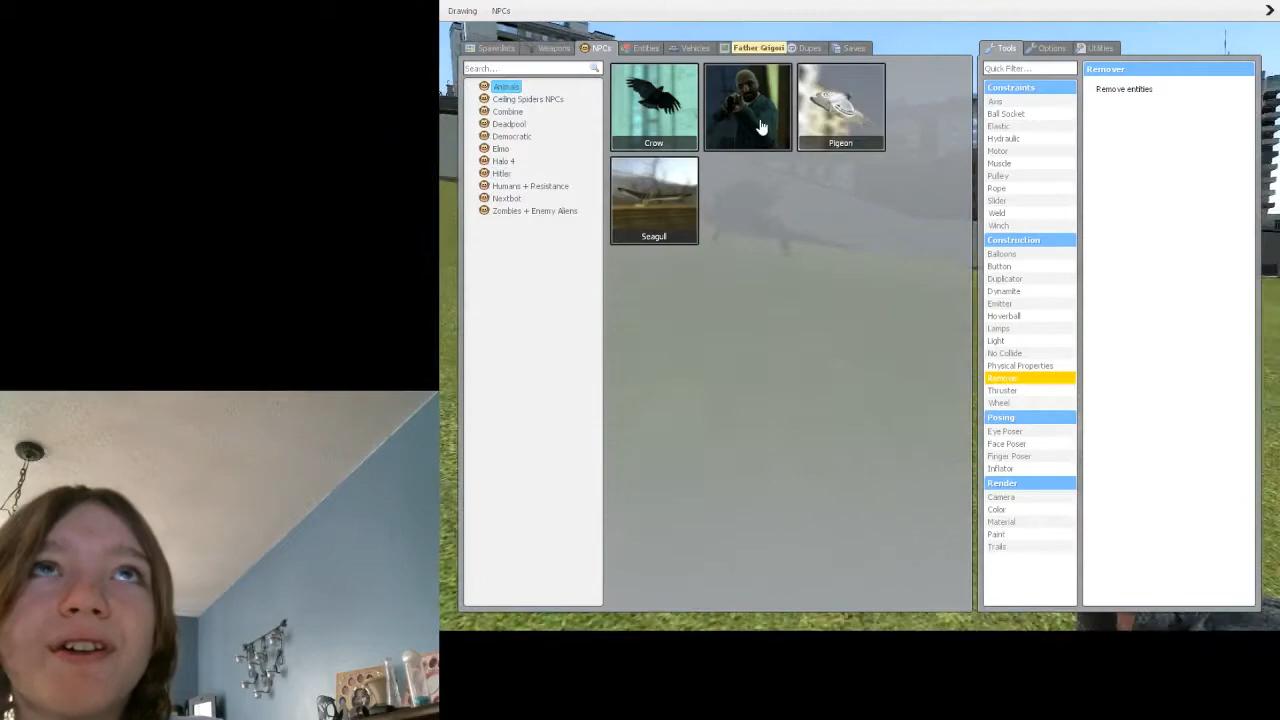 Drawing NPCs
Spawnlists Weapons NPCs Entities Vehicles Father Grigori Dupes Saves
Tools Options Utilities
Search...
Animals
Ceiling Spiders NPCs
Combine
Deadpool
Democratic
Elmo
Halo 4
Hitler
Humans + Resistance
Nextbot
Zombies + Enemy Aliens
Crow
Pigeon
Seagull
Quick Filter...
Constraints
Axis
Ball Socket
Elastic
Hydraulic
Motor
Muscle
Pulley
Rope
Slider
Weld
Winch
Construction
Balloons
Button
Duplicator
Dynamite
Emitter
Hoverball
Lamps
Light
No Collide
Physical Properties
Remover
Thruster
Wheel
Posing
Eye Poser
Face Poser
Finger Poser
Inflator
Render
Camera
Color
Material
Paint
Trails
Remover
Remove entities